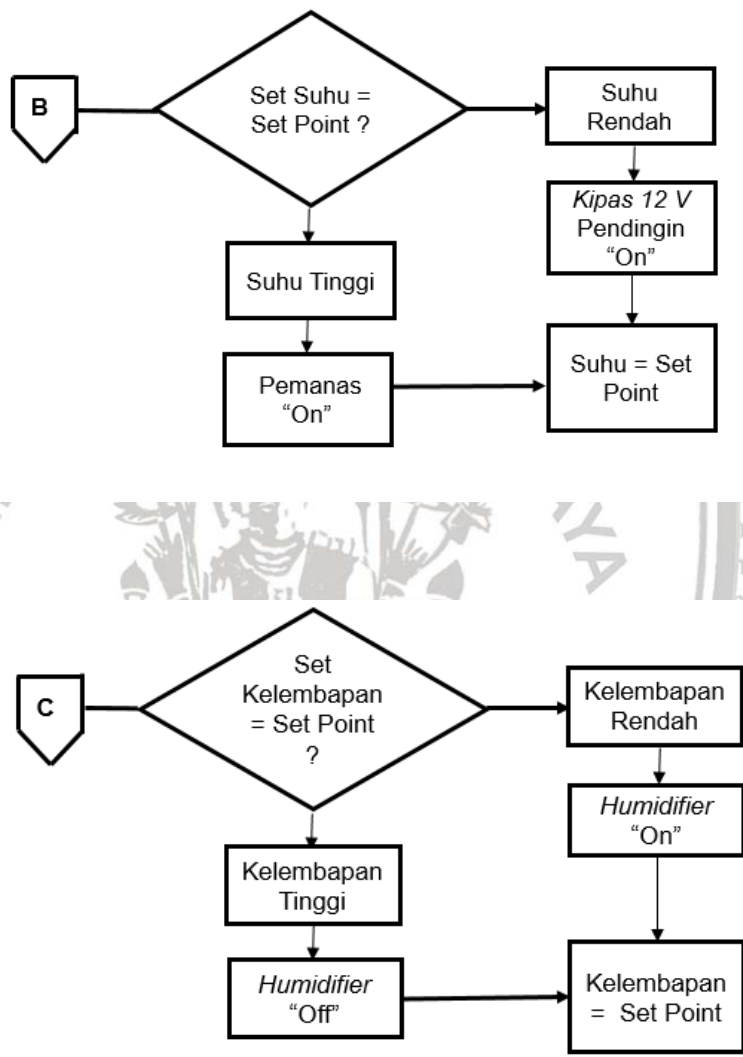 B
Set Suhu =
Set Point ?
Suhu
Rendah
Kipas 12 V
Pendingin
“On”
Suhu Tinggi
Pemanas
“On”
Suhu = Set
Point
YA
C
Set
Kelembapan
= Set Point
?
Kelembapan
Rendah
Humidifier
“On”
Kelembapan
Tinggi
Humidifier
“Off”
Kelembapan
= Set Point